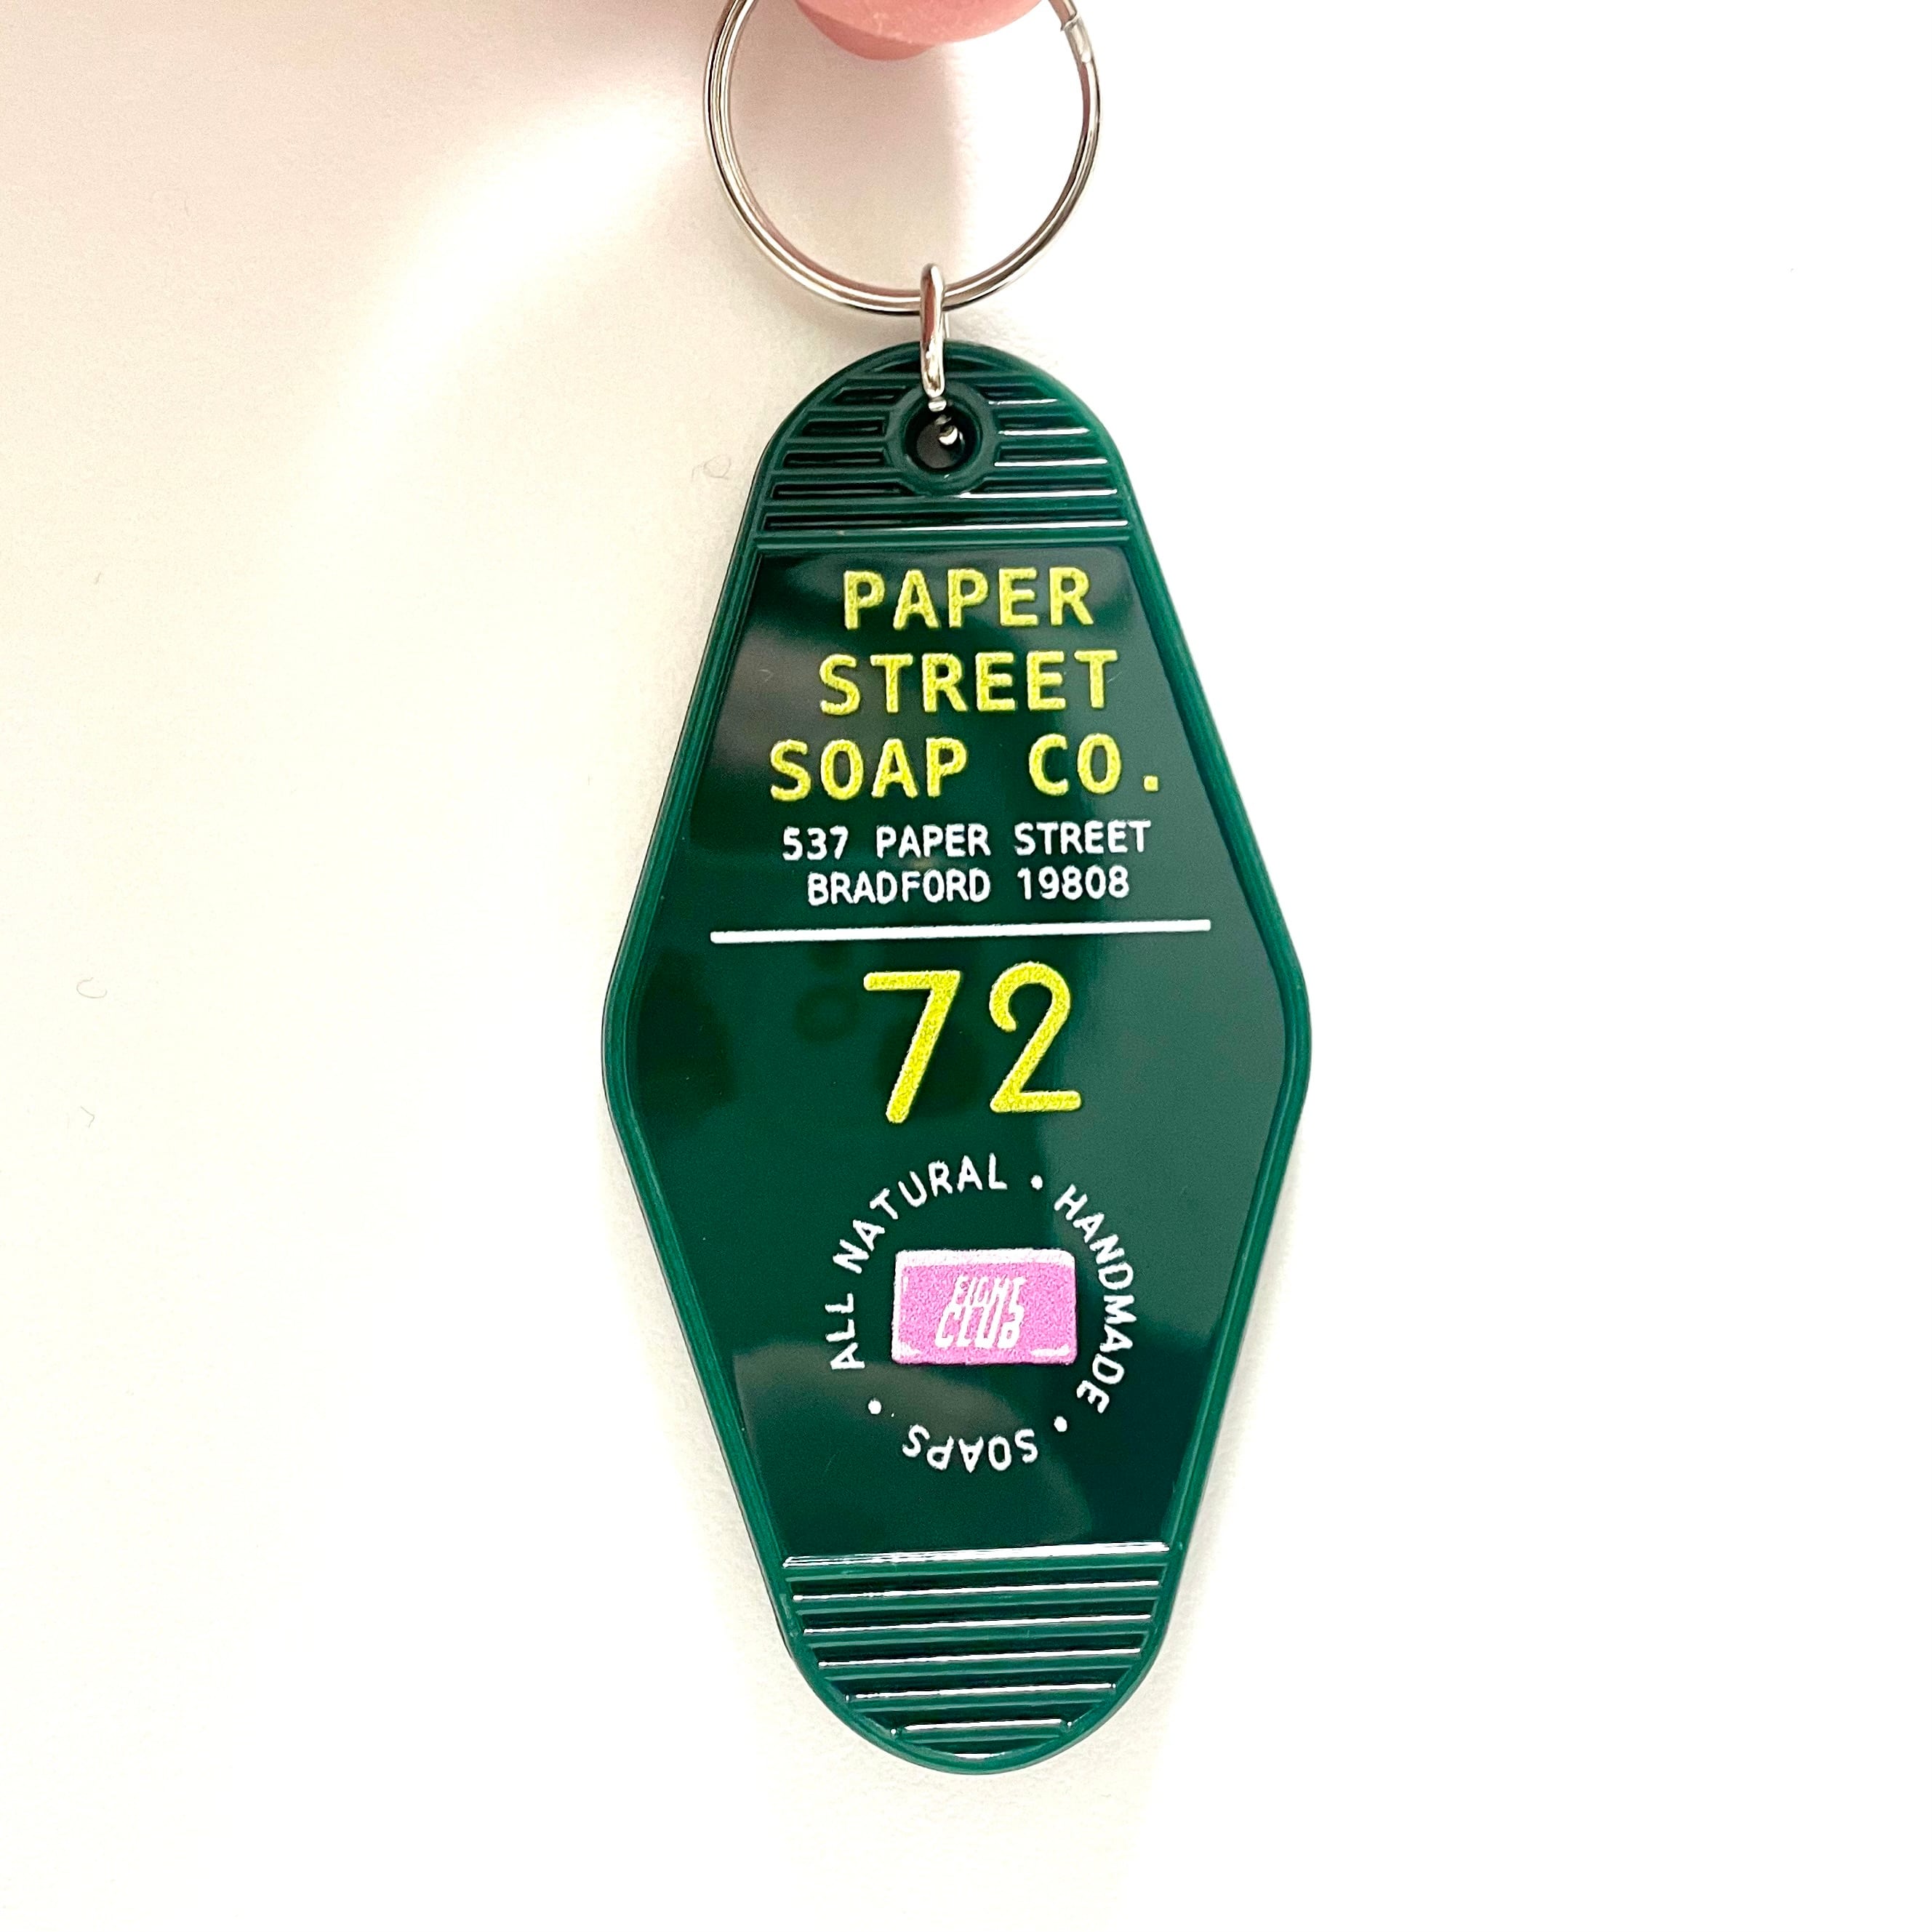 PAPER
STREET
SOAP CO.
537 PAPER STREET
BRADFORD 19808
72
ALL NATURAL • HANDMADE • SOAPS •
FIGHT
CLUB